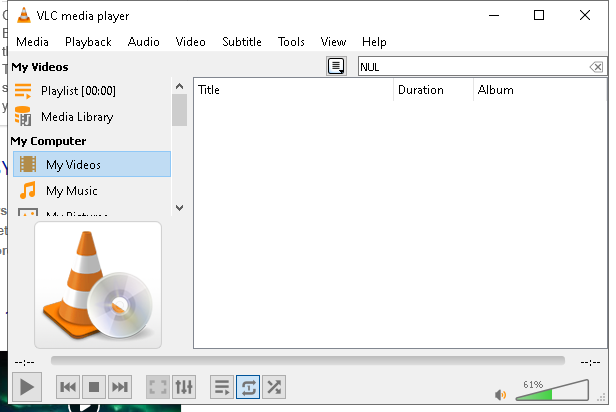 VLC media player
Media Playback Audio Video Subtitle Tools View Help
My Videos
NUL
Playlist [00:00]
Media Library
My Computer
My Videos
My Music
My Pictures
Title Duration Album
--:-- --:--
61%